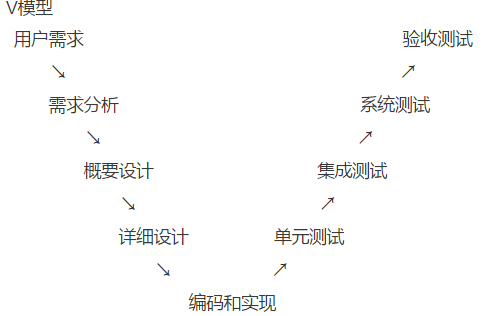 V模型
用户需求 验收测试
↘ ↗
需求分析 系统测试
↘ ↗
概要设计 集成测试
↘ ↗
详细设计 单元测试
↘ ↗
编码和实现